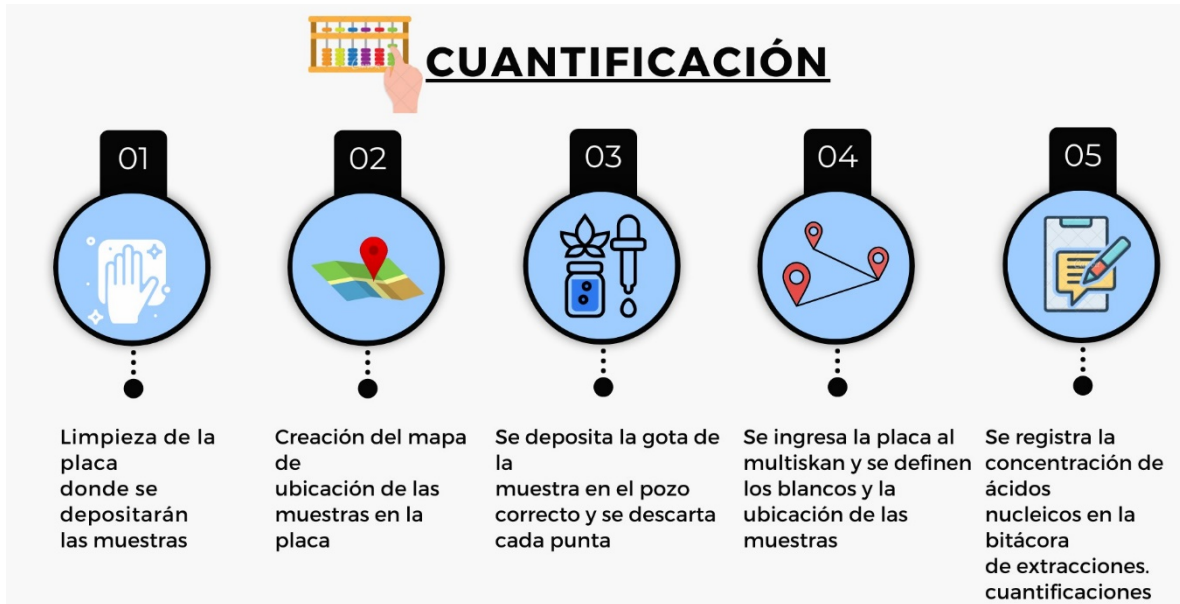 CUANTIFICACIÓN
01
Limpieza de la
placa
donde se
depositarán
las muestras
02
Creación del mapa
de
ubicación de las
muestras en la
placa
03
Se deposita la gota de
la
muestra en el pozo
correcto y se descarta
cada punta
04
Se ingresa la placa al
multiskan y se definen
los blancos y la
ubicación de las
muestras
05
Se registra la
concentración de
ácidos
nucleicos en la
bitácora
de extracciones.
cuantificaciones